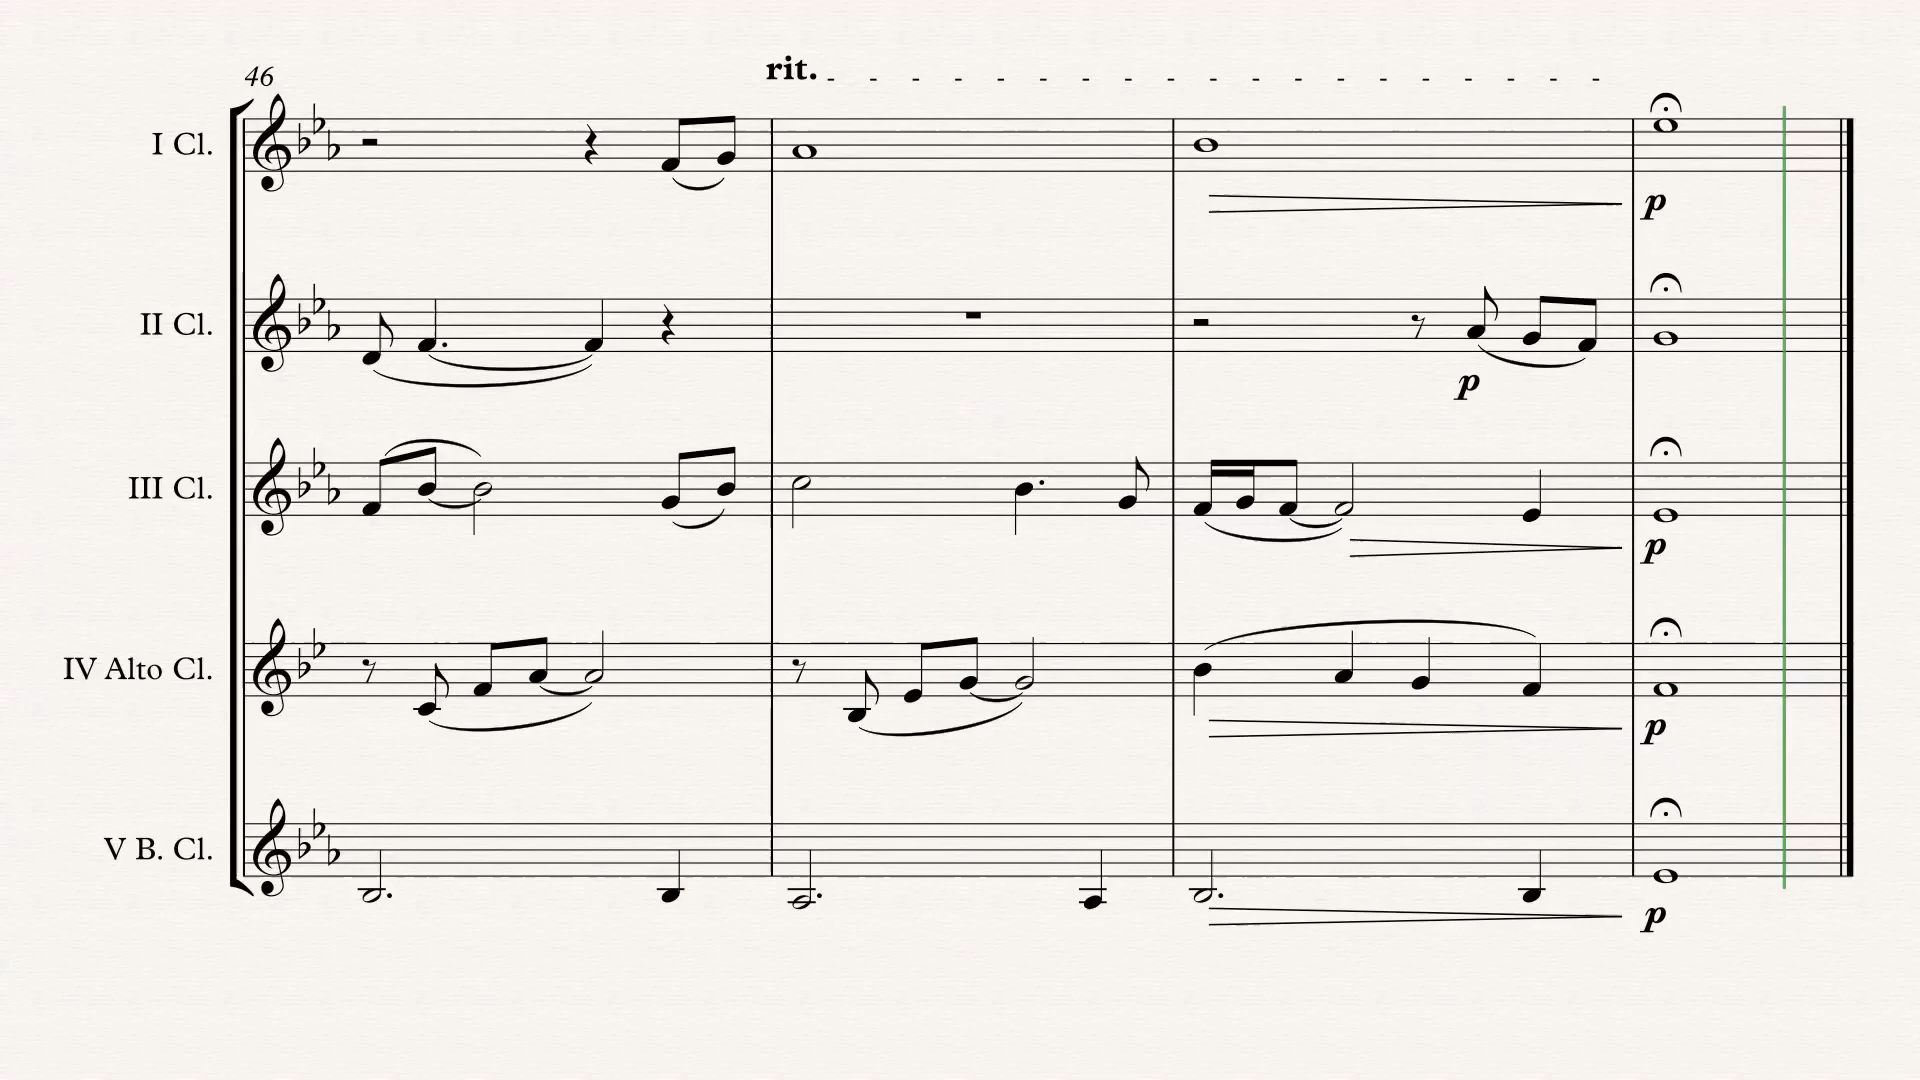 46
rit.
I Cl.
p
II Cl.
p
III Cl.
p
IV Alto Cl.
p
V B. Cl.
p